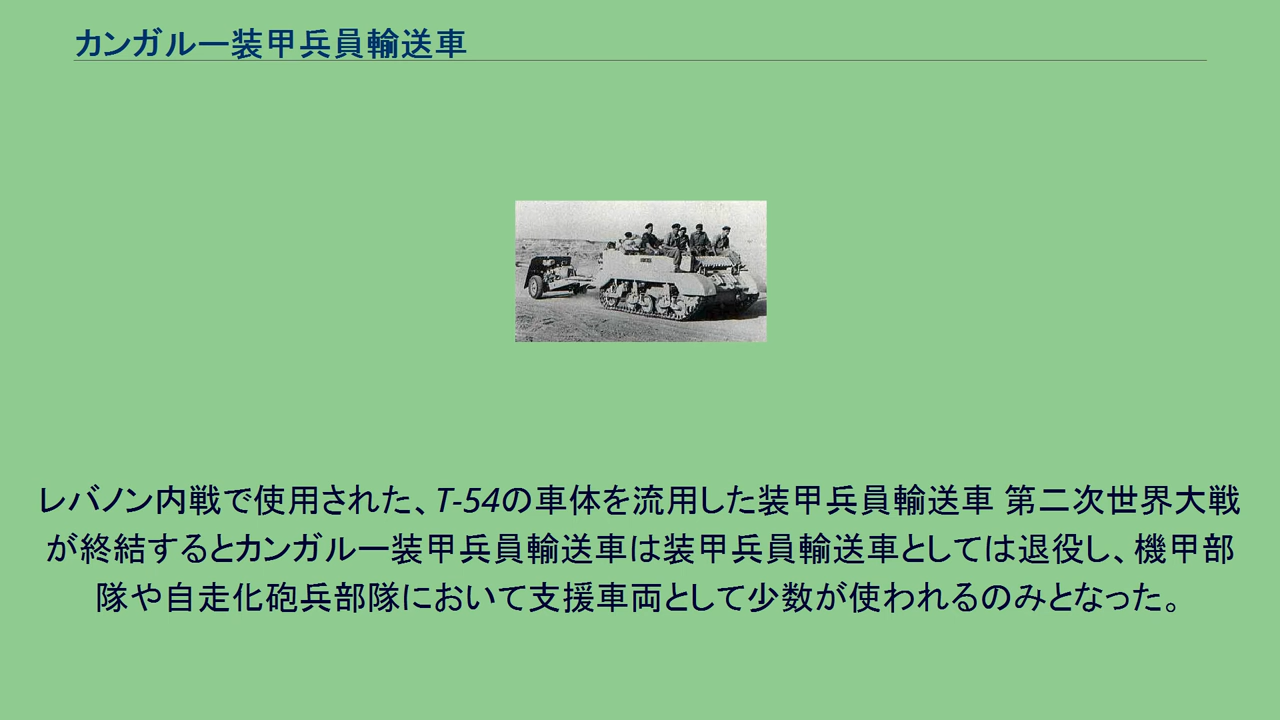 カンガルー装甲兵員輸送車
レバノン内戦で使用された、T-54の車体を流用した装甲兵員輸送車 第二次世界大戦
が終結するとカンガルー装甲兵員輸送車は装甲兵員輸送車としては退役し、機甲部
隊や自走化砲兵部隊において支援車両として少数が使われるのみとなった。